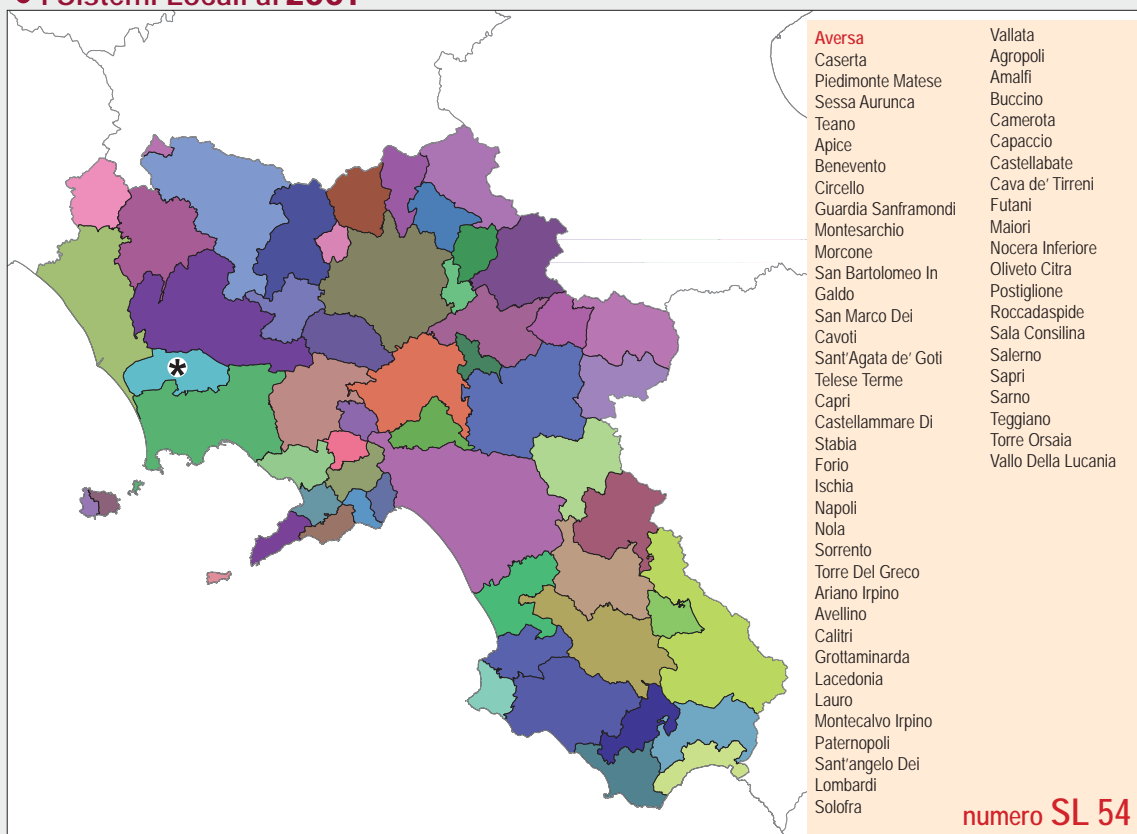 Sistemi Locali al
Aversa
Caserta
Piedimonte Matese
Sessa Aurunca
Teano
Apice
Benevento
Circello
Guardia Sanframondi
Montesarchio
Morcone
San Bartolomeo In
Galdo
San Marco Dei
Cavoti
Sant'Agata de' Goti
Telese Terme
Capri
Castellammare Di
Stabia
Forio
Ischia
Napoli
Nola
Sorrento
Torre Del Greco
Ariano Irpino
Avellino
Calitri
Grottaminarda
Lacedonia
Lauro
Montecalvo Irpino
Paternopoli
Sant'angelo Dei
Lombardi
Solofra
Vallata
Agropoli
Amalfi
Buccino
Camerota
Capaccio
Castellabate
Cava de' Tirreni
Futani
Maiori
Nocera Inferiore
Oliveto Citra
Postiglione
Roccadaspide
Sala Consilina
Salerno
Sapri
Sarno
Teggiano
Torre Orsaia
Vallo Della Lucania
numero SL 54